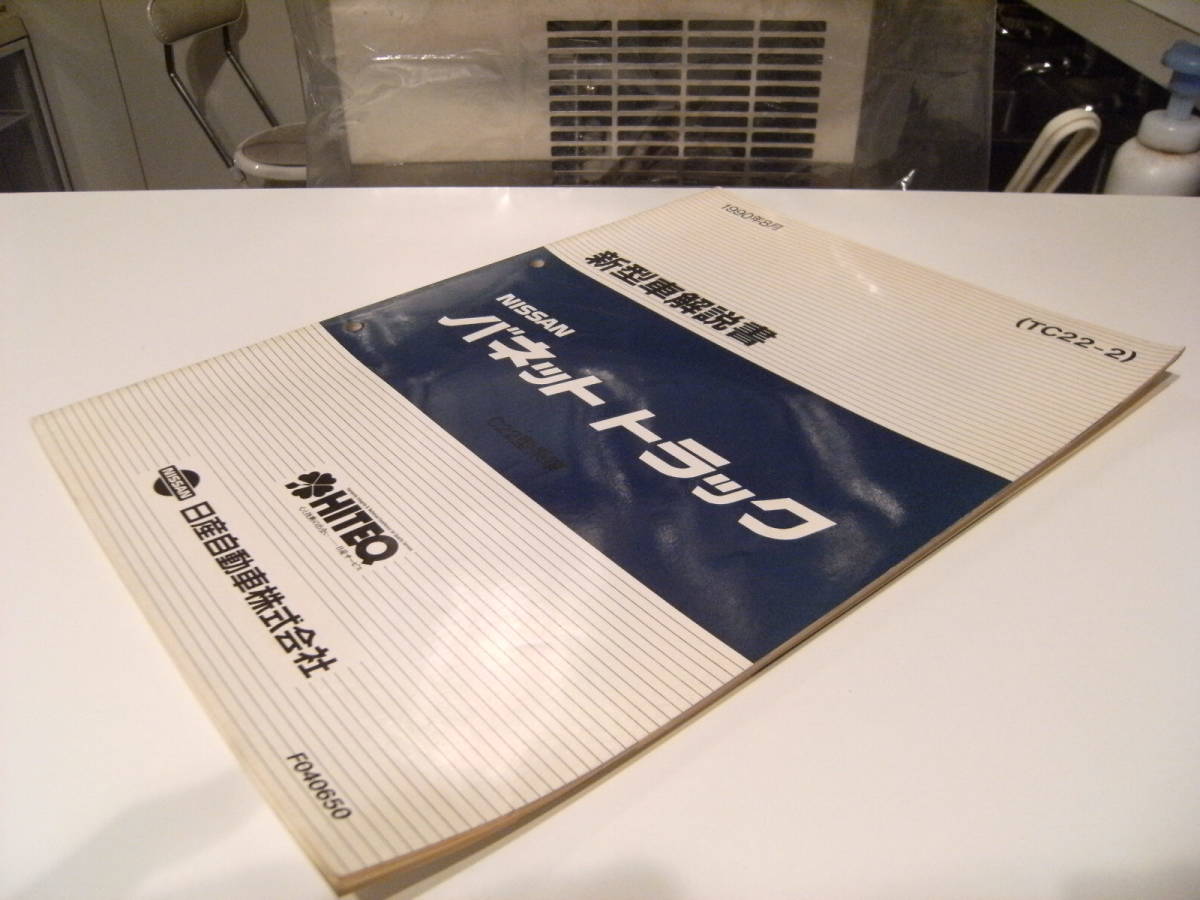 1990年8月
(TC22-2)
新型車解説書
NISSAN
バネット トラック
HITEQ
NISSAN
日産自動車株式会社
F040650